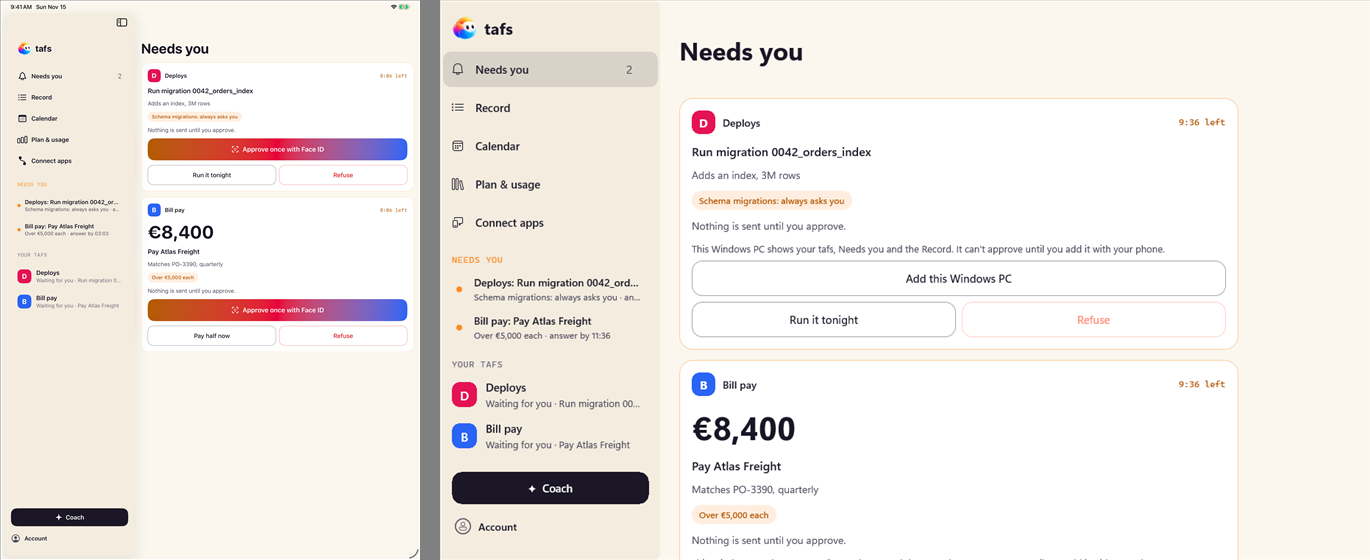 9:41 AM Sun Nov 15
tafs
Needs you 2
Record
Calendar
Plan & usage
Connect apps
NEEDS YOU
Deploys: Run migration 0042_or...
Schema migrations: always asks you · a...
Bill pay: Pay Atlas Freight
Over €5,000 each · answer by 03:03
YOUR TAFS
D Deploys
Waiting for you · Run migration 0...
B Bill pay
Waiting for you · Pay Atlas Freight
Coach
Account
Needs you
D Deploys
Run migration 0042_orders_index
Adds an index, 3M rows
Schema migrations: always asks you
Nothing is sent until you approve.
Approve once with Face ID
Run it tonight Refuse
B Bill pay
€8,400
Pay Atlas Freight
Matches PO-3390, quarterly
Over €5,000 each
Nothing is sent until you approve.
Approve once with Face ID
Pay half now Refuse
tafs
Needs you 2
Record
Calendar
Plan & usage
Connect apps
NEEDS YOU
Deploys: Run migration 0042_ord...
Schema migrations: always asks you · an...
Bill pay: Pay Atlas Freight
Over €5,000 each · answer by 11:36
YOUR TAFS
D Deploys
Waiting for you · Run migration 00...
B Bill pay
Waiting for you · Pay Atlas Freight
Coach
Account
Needs you
D Deploys 9:36 left
Run migration 0042_orders_index
Adds an index, 3M rows
Schema migrations: always asks you
Nothing is sent until you approve.
This Windows PC shows your tafs, Needs you and the Record. It can't approve until you add it with your phone.
Add this Windows PC
Run it tonight Refuse
B Bill pay 9:36 left
€8,400
Pay Atlas Freight
Matches PO-3390, quarterly
Over €5,000 each
Nothing is sent until you approve.